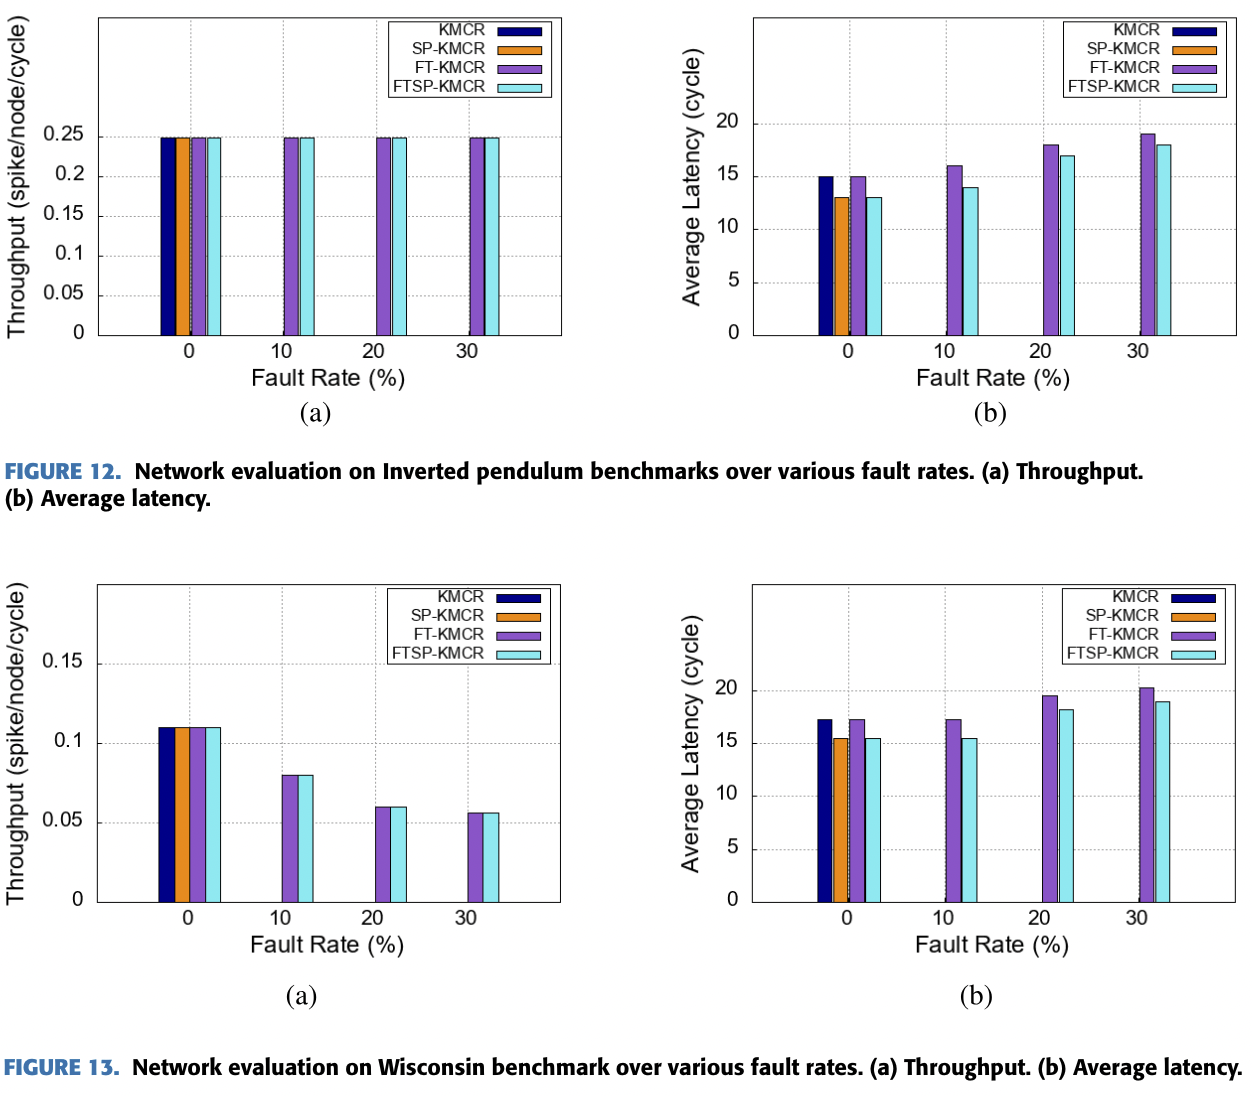 Throughput (spike/node/cycle)
KMCR
SP-KMCR
FT-KMCR
FTSP-KMCR
0.25
0.2
0.15
0.1
0.05
0
0 10 20 30
Fault Rate (%)
(a)
Average Latency (cycle)
KMCR
SP-KMCR
FT-KMCR
FTSP-KMCR
20
15
10
5
0
0 10 20 30
Fault Rate (%)
(b)
FIGURE 12. Network evaluation on Inverted pendulum benchmarks over various fault rates. (a) Throughput.
(b) Average latency.
Throughput (spike/node/cycle)
KMCR
SP-KMCR
FT-KMCR
FTSP-KMCR
0.15
0.1
0.05
0
0 10 20 30
Fault Rate (%)
(a)
Average Latency (cycle)
KMCR
SP-KMCR
FT-KMCR
FTSP-KMCR
20
15
10
5
0
0 10 20 30
Fault Rate (%)
(b)
FIGURE 13. Network evaluation on Wisconsin benchmark over various fault rates. (a) Throughput. (b) Average latency.